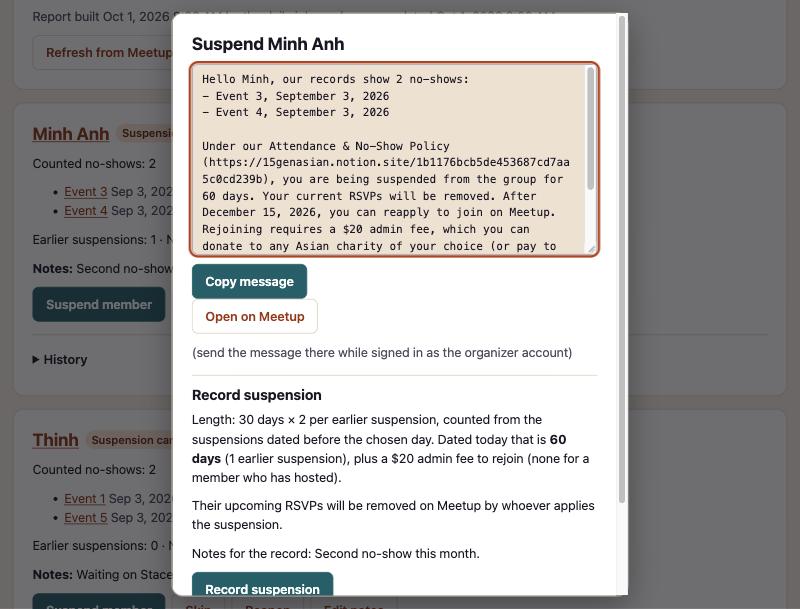 Report built Oct 1, 2026
Refresh from Meetup
Minh Anh
Counted no-shows: 2
• Event 3 Sep 3, 202
• Event 4 Sep 3, 202
Earlier suspensions: 1 · N
Notes: Second no-show
Suspend member
History
Thinh
Suspension can
Counted no-shows: 2
• Event 1 Sep 3, 202
• Event 5 Sep 3, 202
Earlier suspensions: 0 · N
Notes: Waiting on Stace
Suspend member
Skip
Reopen
Edit notes
Suspend Minh Anh
Hello Minh, our records show 2 no-shows:
- Event 3, September 3, 2026
- Event 4, September 3, 2026
Under our Attendance & No-Show Policy
(https://15genasian.notion.site/1b1176bcb5de453687cd7aa
5c0cd239b), you are being suspended from the group for
60 days. Your current RSVPs will be removed. After
December 15, 2026, you can reapply to join on Meetup.
Rejoining requires a $20 admin fee, which you can
donate to any Asian charity of your choice (or pay to
Copy message
Open on Meetup
(send the message there while signed in as the organizer account)
Record suspension
Length: 30 days × 2 per earlier suspension, counted from the
suspensions dated before the chosen day. Dated today that is 60
days (1 earlier suspension), plus a $20 admin fee to rejoin (none for a
member who has hosted).
Their upcoming RSVPs will be removed on Meetup by whoever applies
the suspension.
Notes for the record: Second no-show this month.
Record suspension